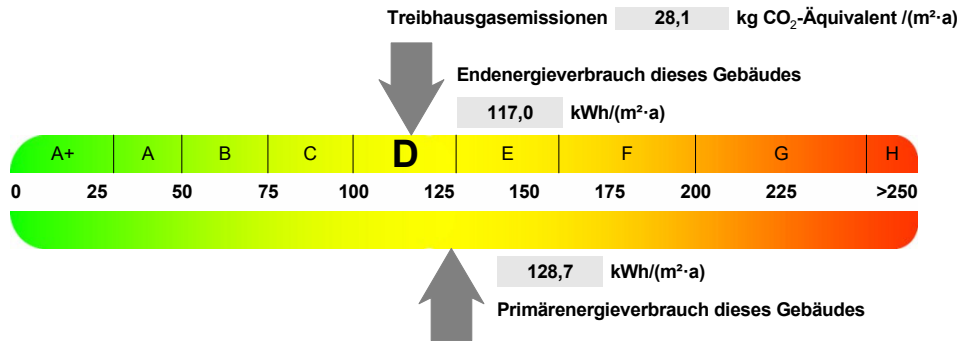 Treibhausgasemissionen 28,1 kg CO₂-Äquivalent /(m²·a)
Endenergieverbrauch dieses Gebäudes
117,0 kWh/(m²·a)
A+ A B C D E F G H
0 25 50 75 100 125 150 175 200 225 >250
128,7 kWh/(m²·a)
Primärenergieverbrauch dieses Gebäudes